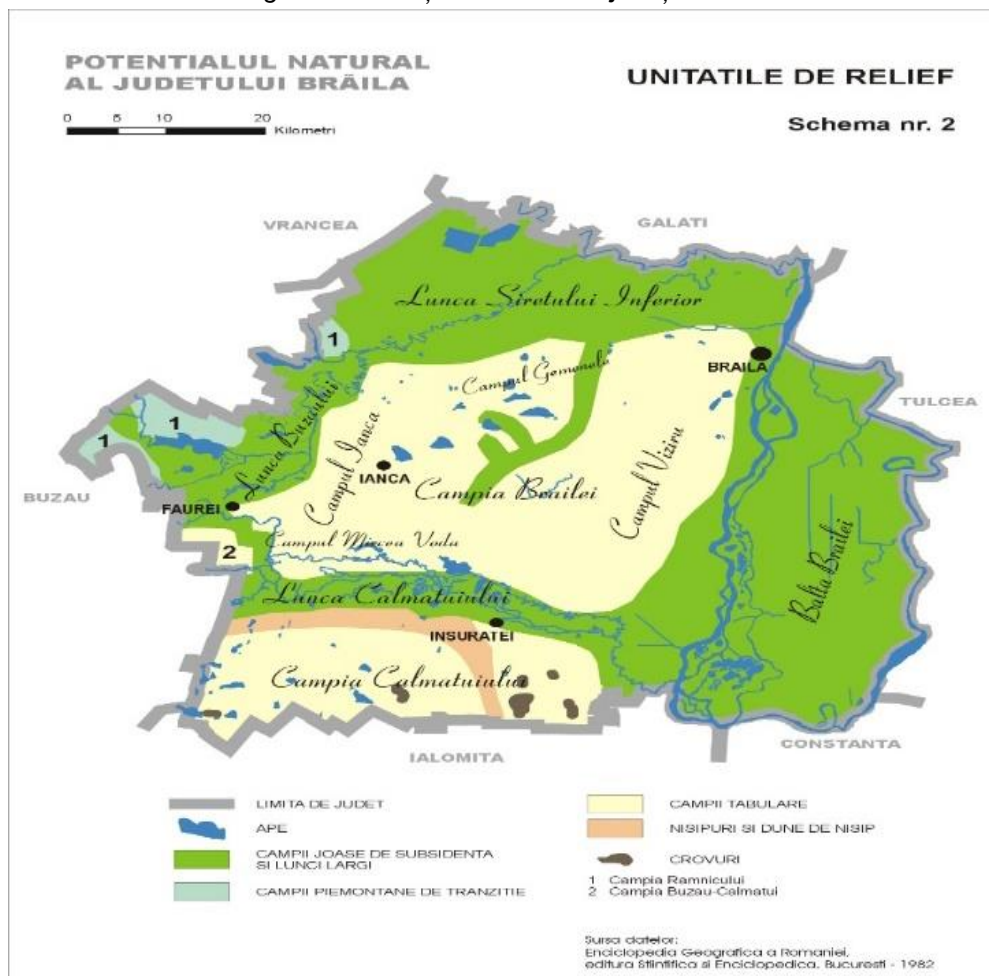 POTENTIALUL NATURAL
AL JUDETULUI BRĂILA
UNITATILE DE RELIEF
Schema nr. 2
0 5 10 20
Kilometri
VRANCEA
GALATI
Lunca Siretului Inferior
1
BRAILA
Campul Gemenele
TULCEA
1
1
Lunca Buzaului
Campul Ianca
IANCA
Campia Brailei
Campul Viziru
BUZAU
FAUREI
Campul Mircea Voda
2
Balta Brailei
Lunca Calmatuiului
INSURATEI
Campia Calmatuiului
IALOMITA
CONSTANTA
LIMITA DE JUDET
APE
CAMPII JOASE DE SUBSIDENTA
SI LUNCI LARGI
CAMPII PIEMONTANE DE TRANZITIE
CAMPII TABULARE
NISIPURI SI DUNE DE NISIP
CROVURI
1 Campia Ramnicului
2 Campia Buzau-Calmatui
Sursa datelor:
Enciclopedia Geografica a Romaniei,
editura Stiintifica si Enciclopedica, Bucuresti - 1982